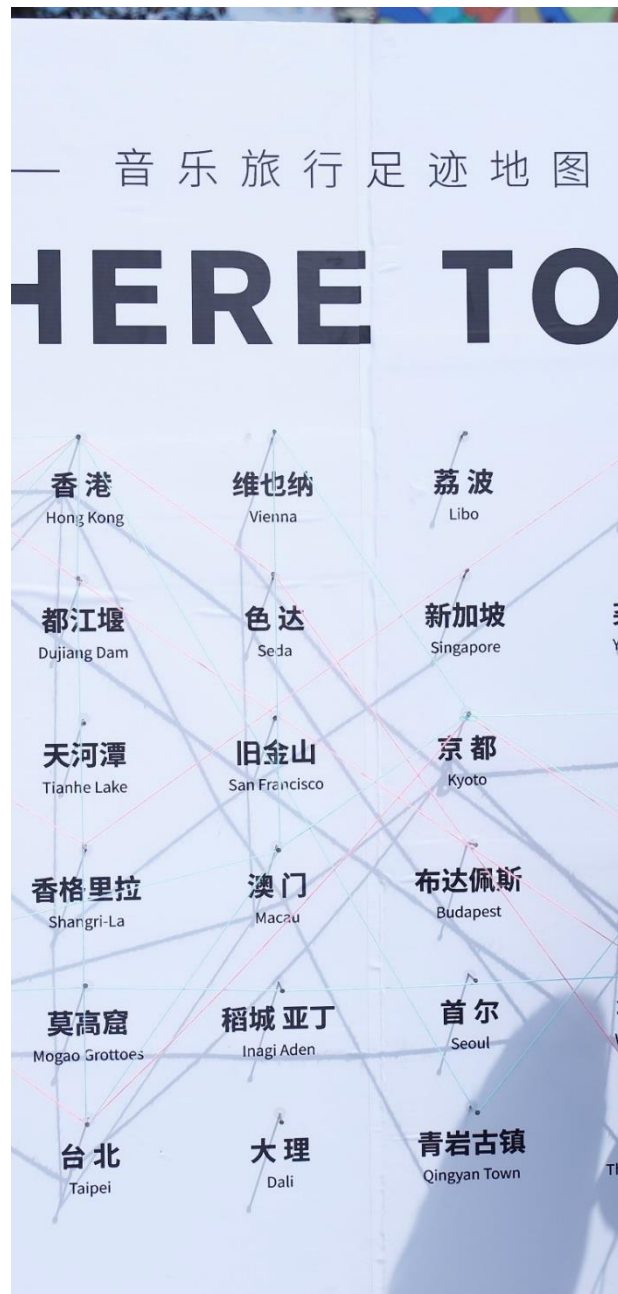 音乐旅行足迹地图
HERE TO
香港 维也纳 荔波
Hong Kong Vienna Libo
都江堰 色达 新加坡
Dujiang Dam Seda Singapore
天河潭 旧金山 京都
Tianhe Lake San Francisco Kyoto
香格里拉 澳门 布达佩斯
Shangri-La Macau Budapest
莫高窟 稻城亚丁 首尔
Mogao Grottoes Inagi Aden Seoul
台北 大理 青岩古镇
Taipei Dali Qingyan Town